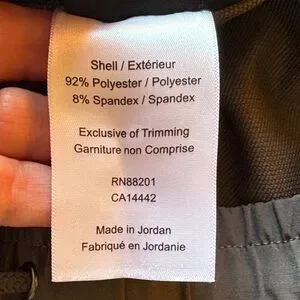 Shell / Extérieur
92% Polyester / Polyester
8% Spandex / Spandex
Exclusive of Trimming
Garniture non Comprise
RN88201
CA14442
Made in Jordan
Fabriqué en Jordanie